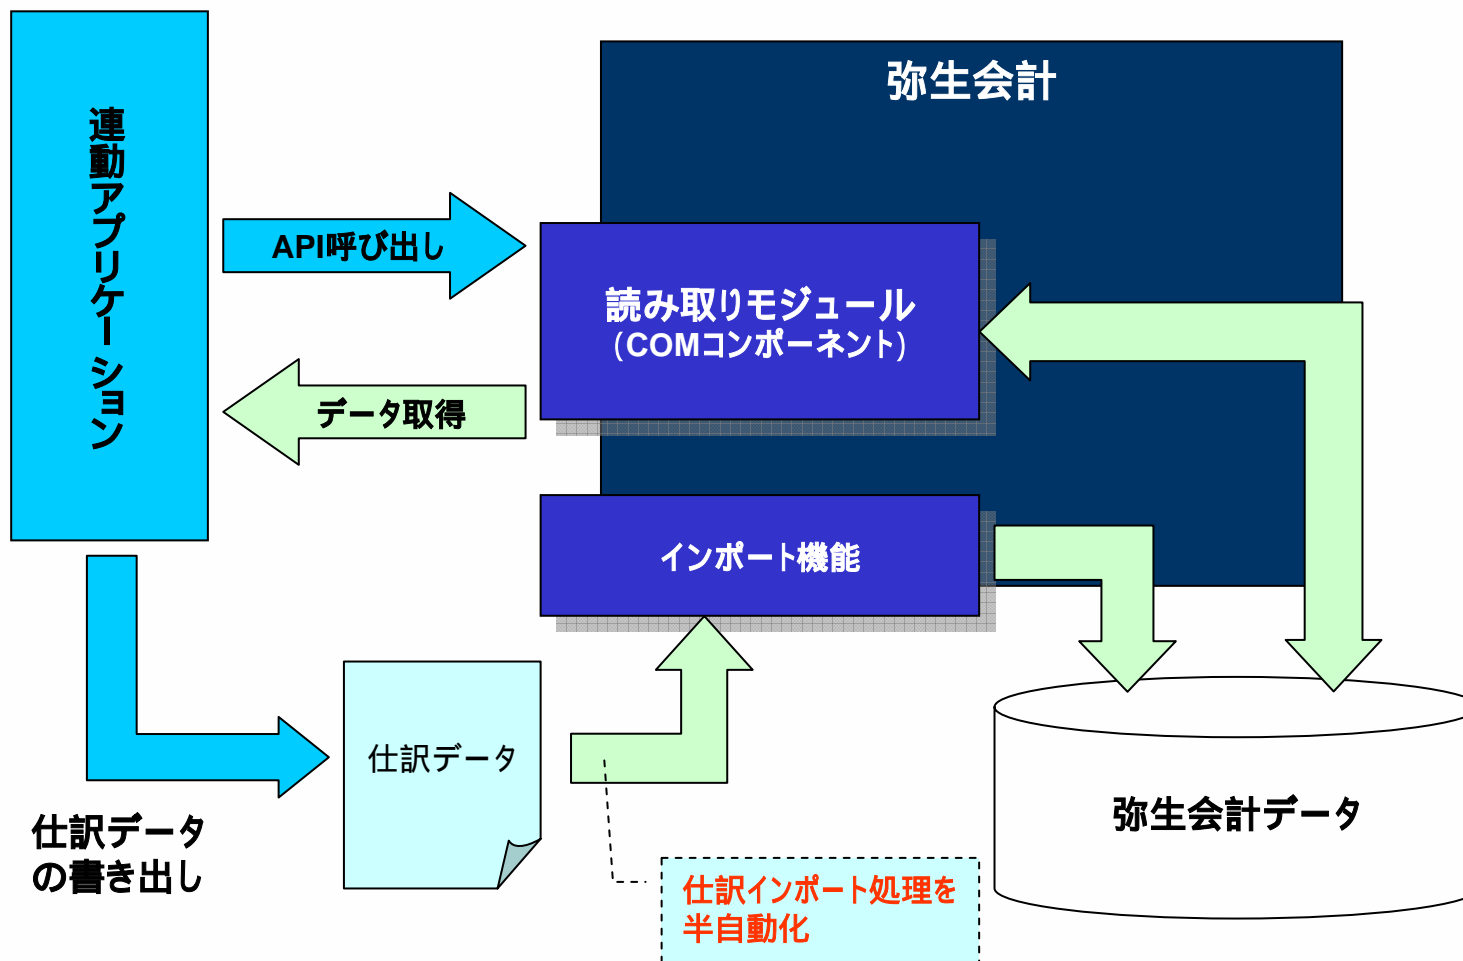 弥生会計
連動アプリケーション
API呼び出し
読み取りモジュール
(COMコンポーネント)
データ取得
インポート機能
仕訳データ
仕訳データ
の書き出し
弥生会計データ
仕訳インポート処理を
半自動化